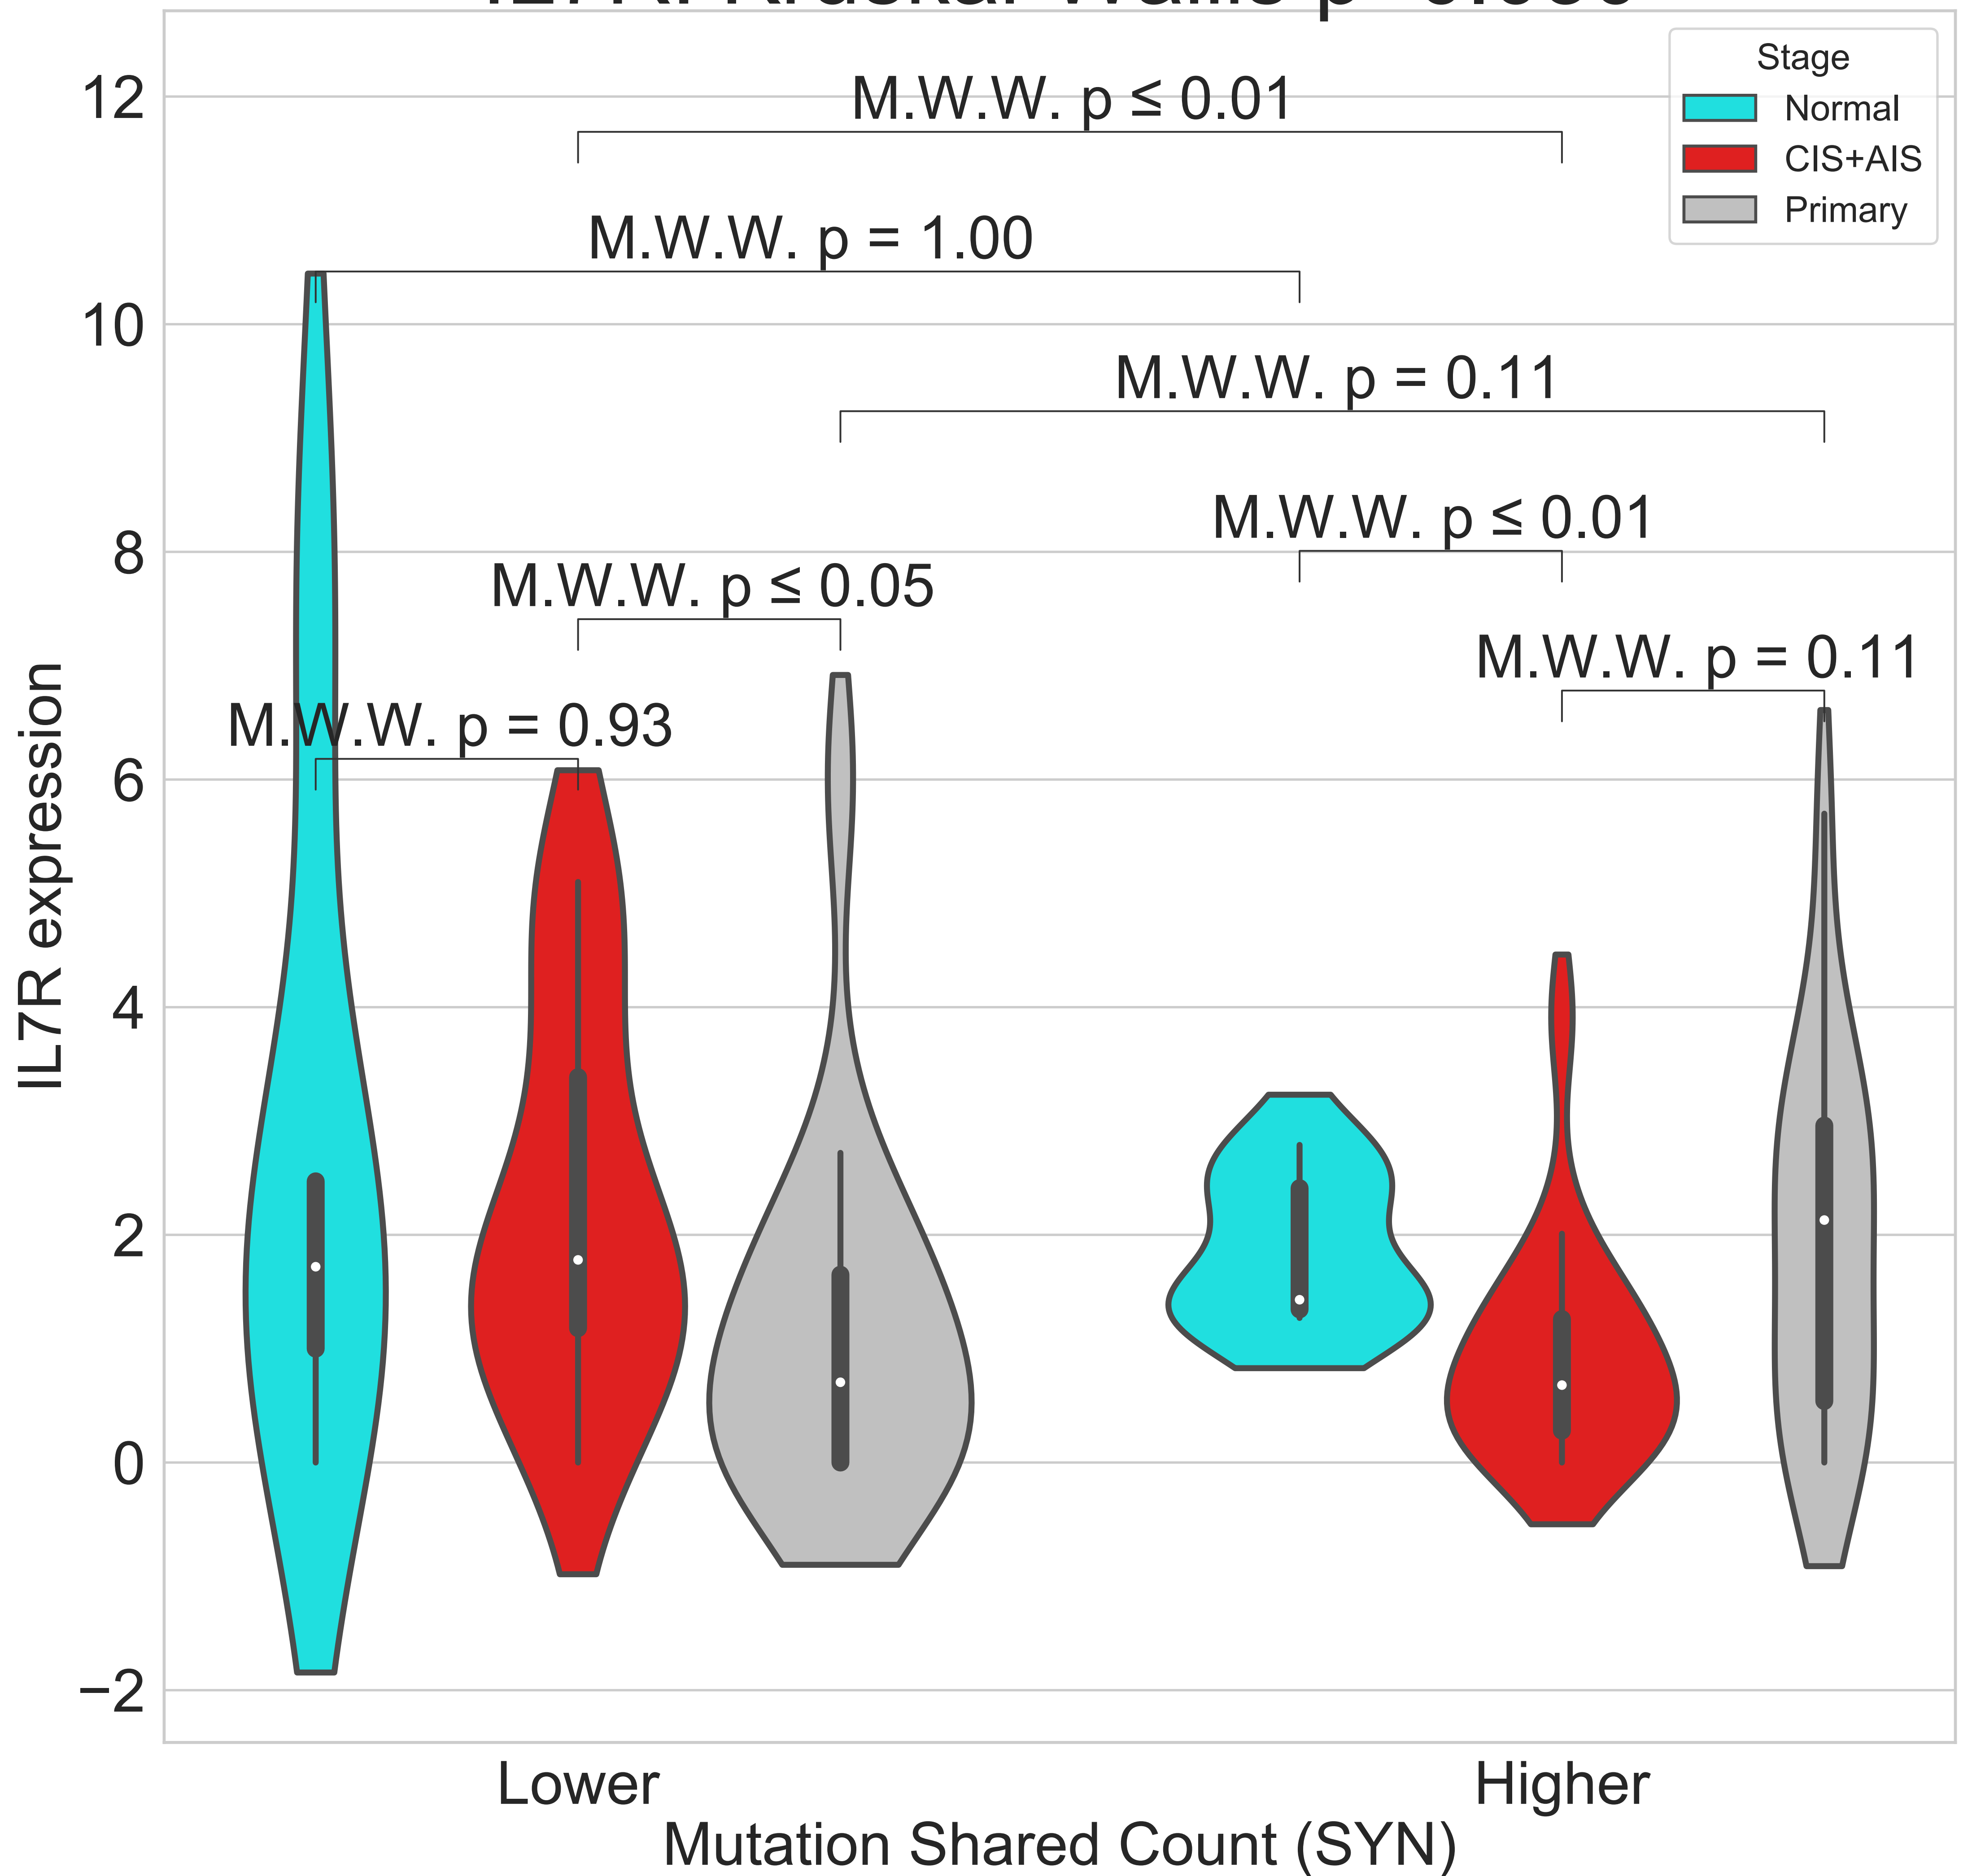 Stage
Normal
CIS+AIS
Primary
M.W.W. p ≤ 0.01
M.W.W. p = 1.00
M.W.W. p = 0.11
M.W.W. p ≤ 0.01
M.W.W. p ≤ 0.05
M.W.W. p = 0.11
M.W.W. p = 0.93
12
10
8
6
4
2
0
−2
IL7R expression
Lower
Higher
Mutation Shared Count (SYN)